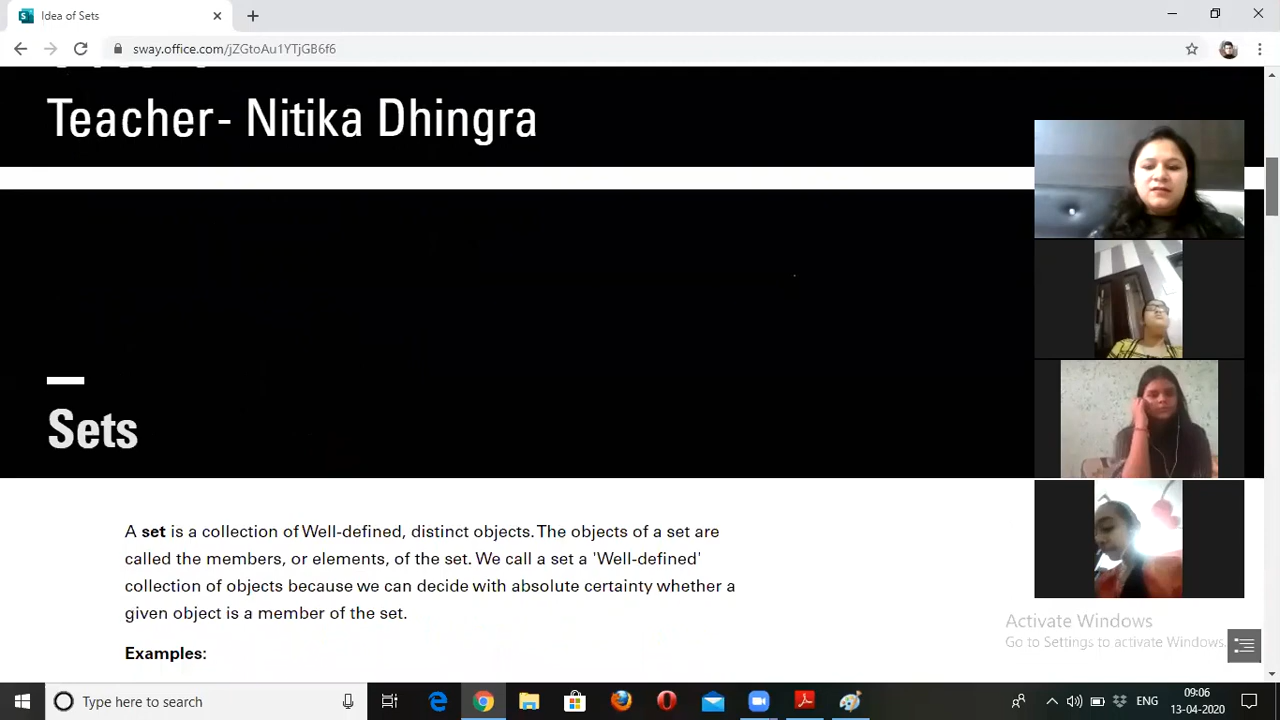 Idea of Sets
sway.office.com/jZGtoAu1YTjGB6f6
Teacher- Nitika Dhingra
Sets
A set is a collection of Well-defined, distinct objects. The objects of a set are
called the members, or elements, of the set. We call a set a 'Well-defined'
collection of objects because we can decide with absolute certainty whether a
given object is a member of the set.
Examples:
Activate Windows
Go to Settings to activate Windows.
Type here to search
ENG
09:06
13-04-2020